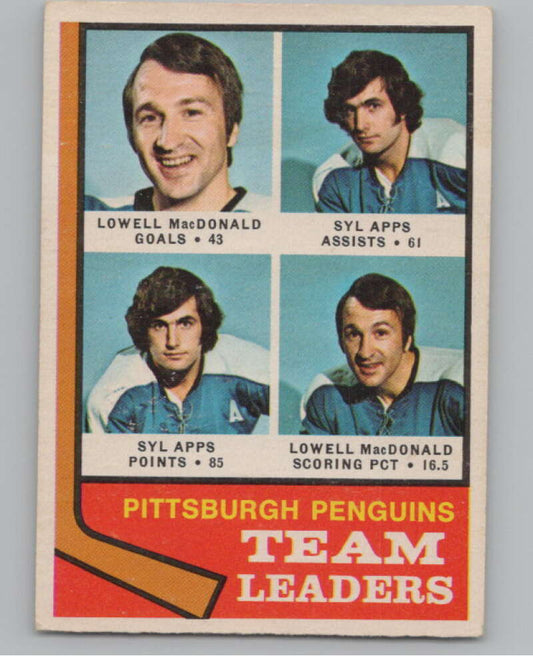 LOWELL MacDONALD
GOALS • 43
SYL APPS
ASSISTS • 61
A
SYL APPS
POINTS • 85
LOWELL MacDONALD
SCORING PCT • 16.5
PITTSBURGH PENGUINS
TEAM
LEADERS